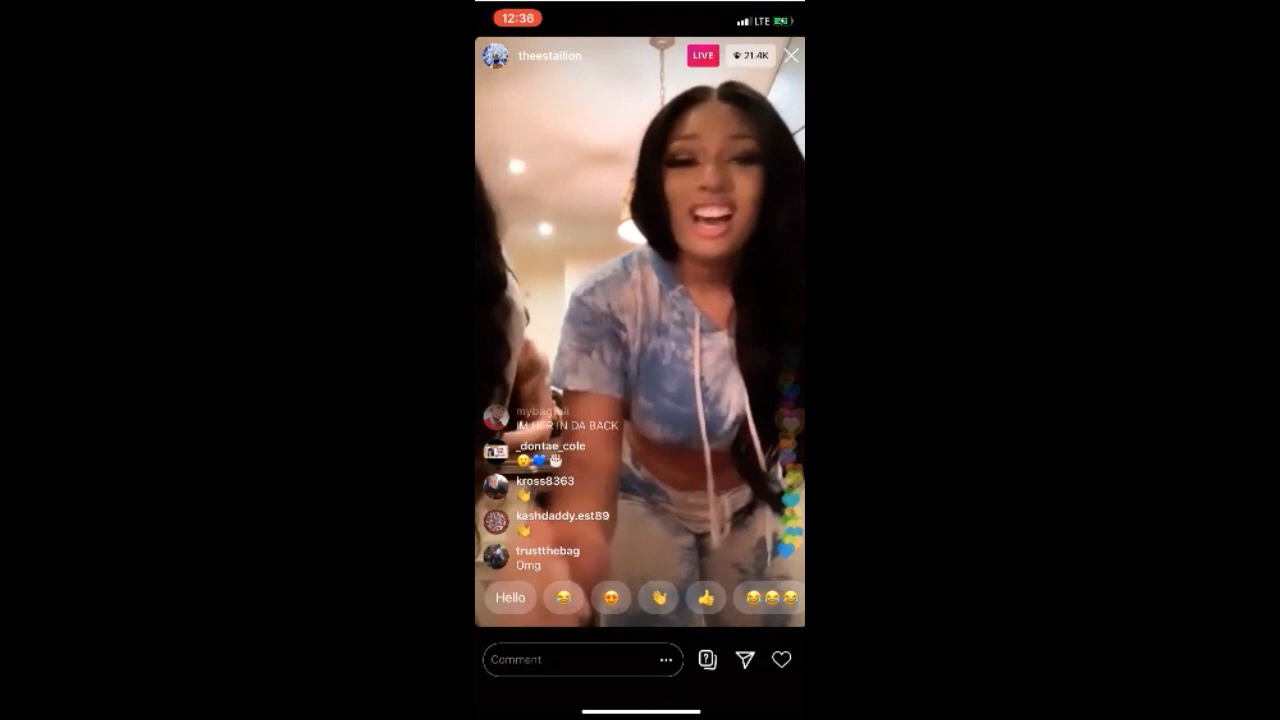 12:36
LTE
theestallion
LIVE
21.4K
IM HER IN DA BACK
_dontae_cole
kross8363
kashdaddy.est89
trustthebag
Omg
Hello
Comment